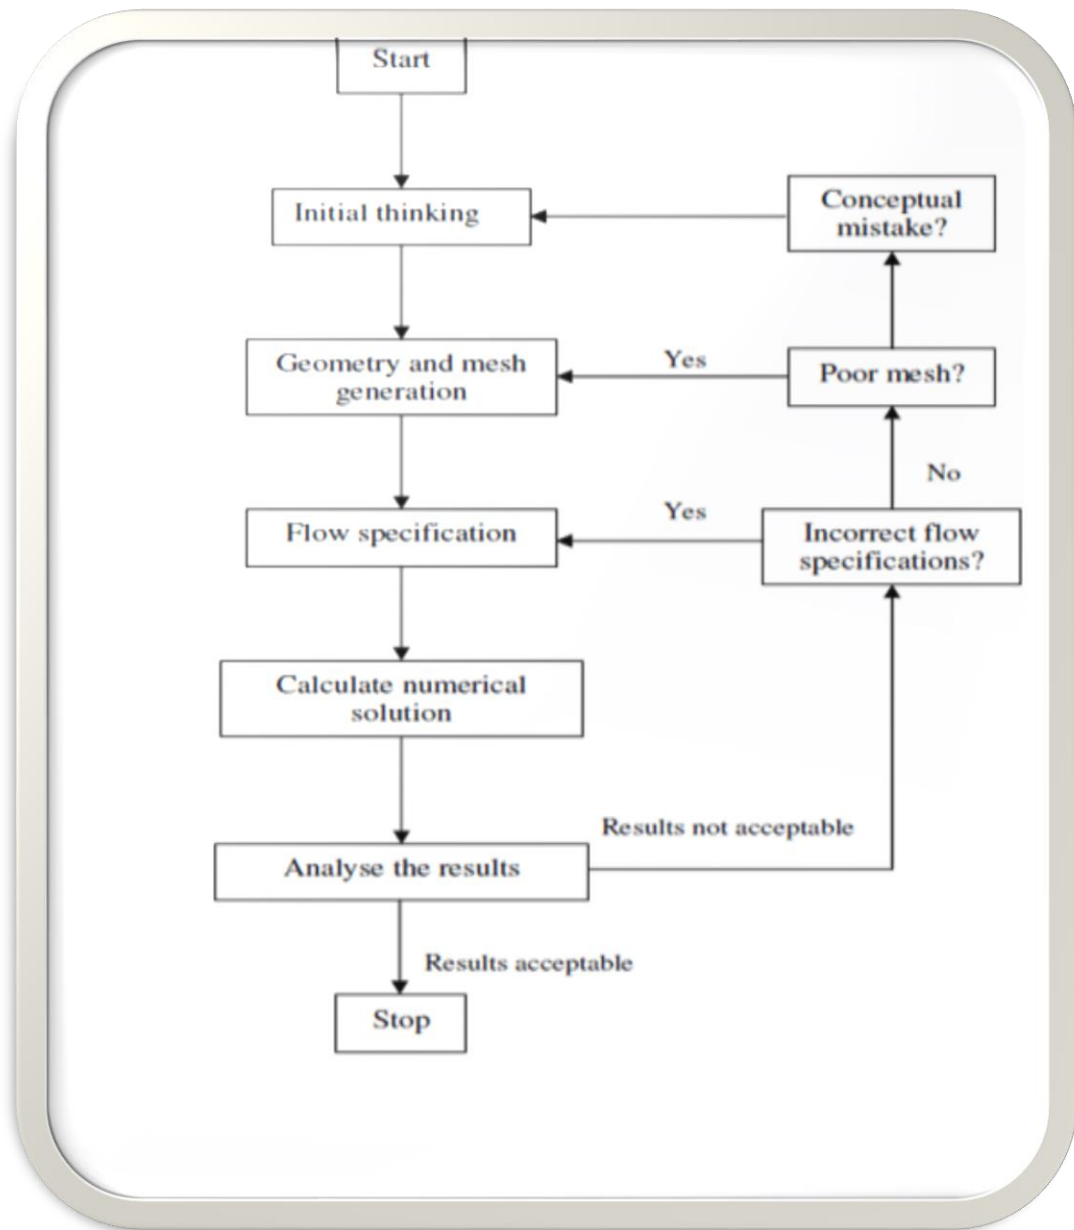 Start
Initial thinking
Conceptual
mistake?
Geometry and mesh
generation
Yes
Poor mesh?
No
Flow specification
Yes
Incorrect flow
specifications?
Calculate numerical
solution
Results not acceptable
Analyse the results
Results acceptable
Stop